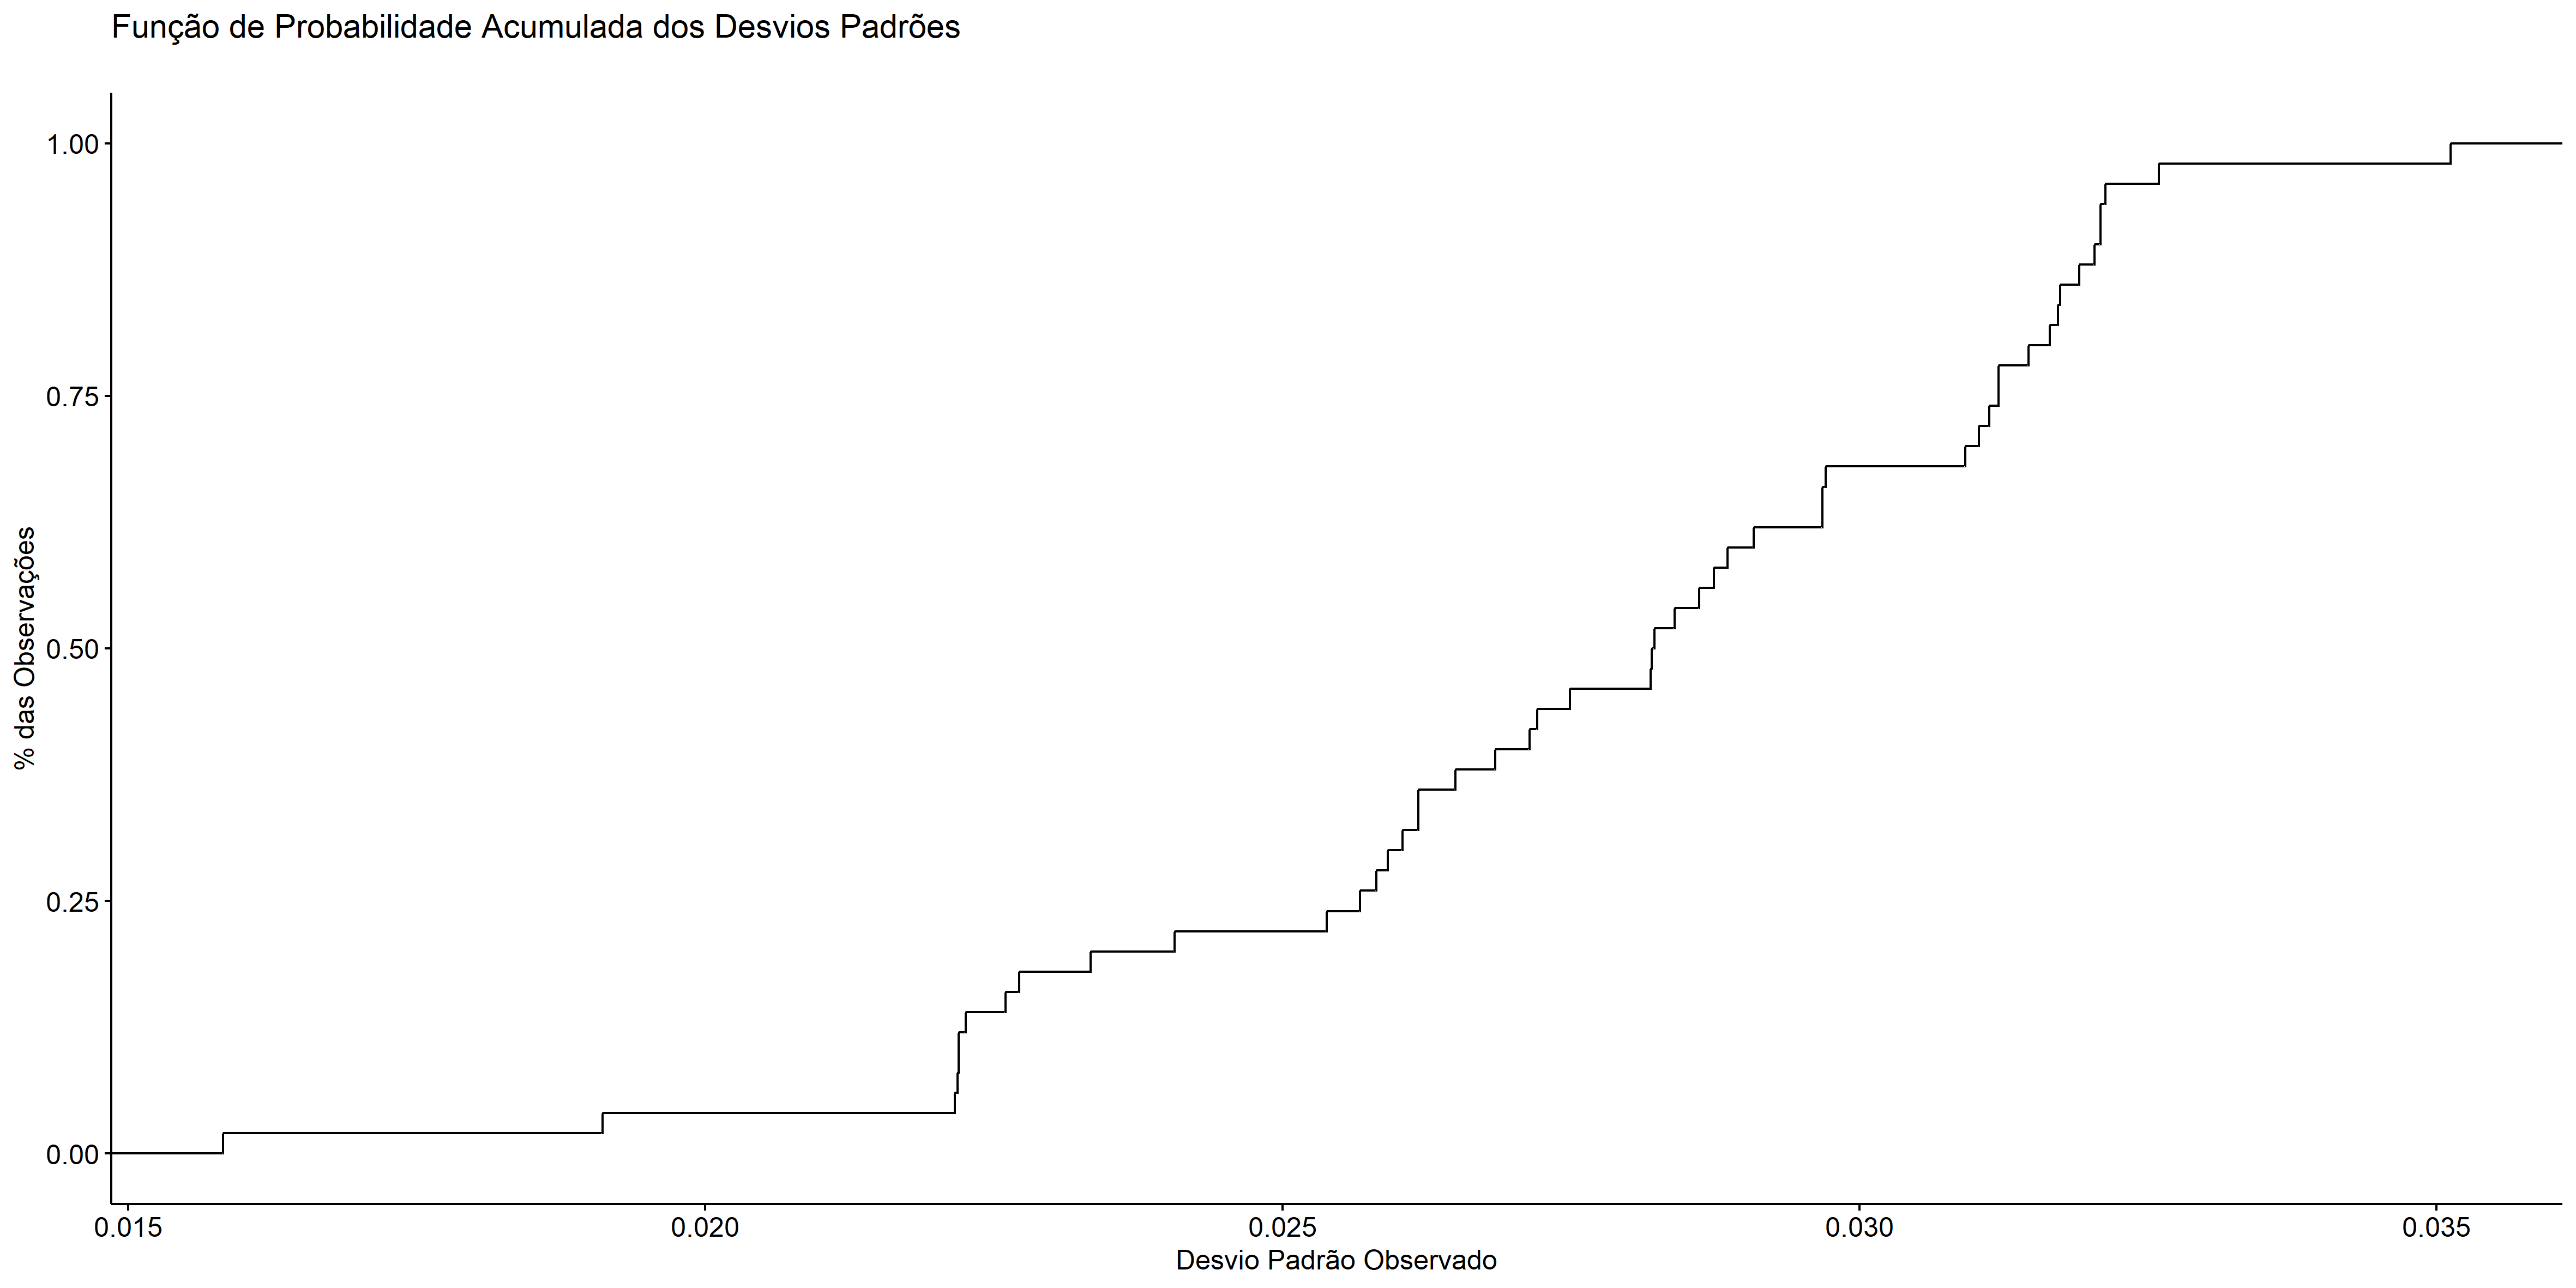 Função de Probabilidade Acumulada dos Desvios Padrões
1.00
0.75
0.50
0.25
0.00
% das Observações
0.015 0.020 0.025 0.030 0.035
Desvio Padrão Observado